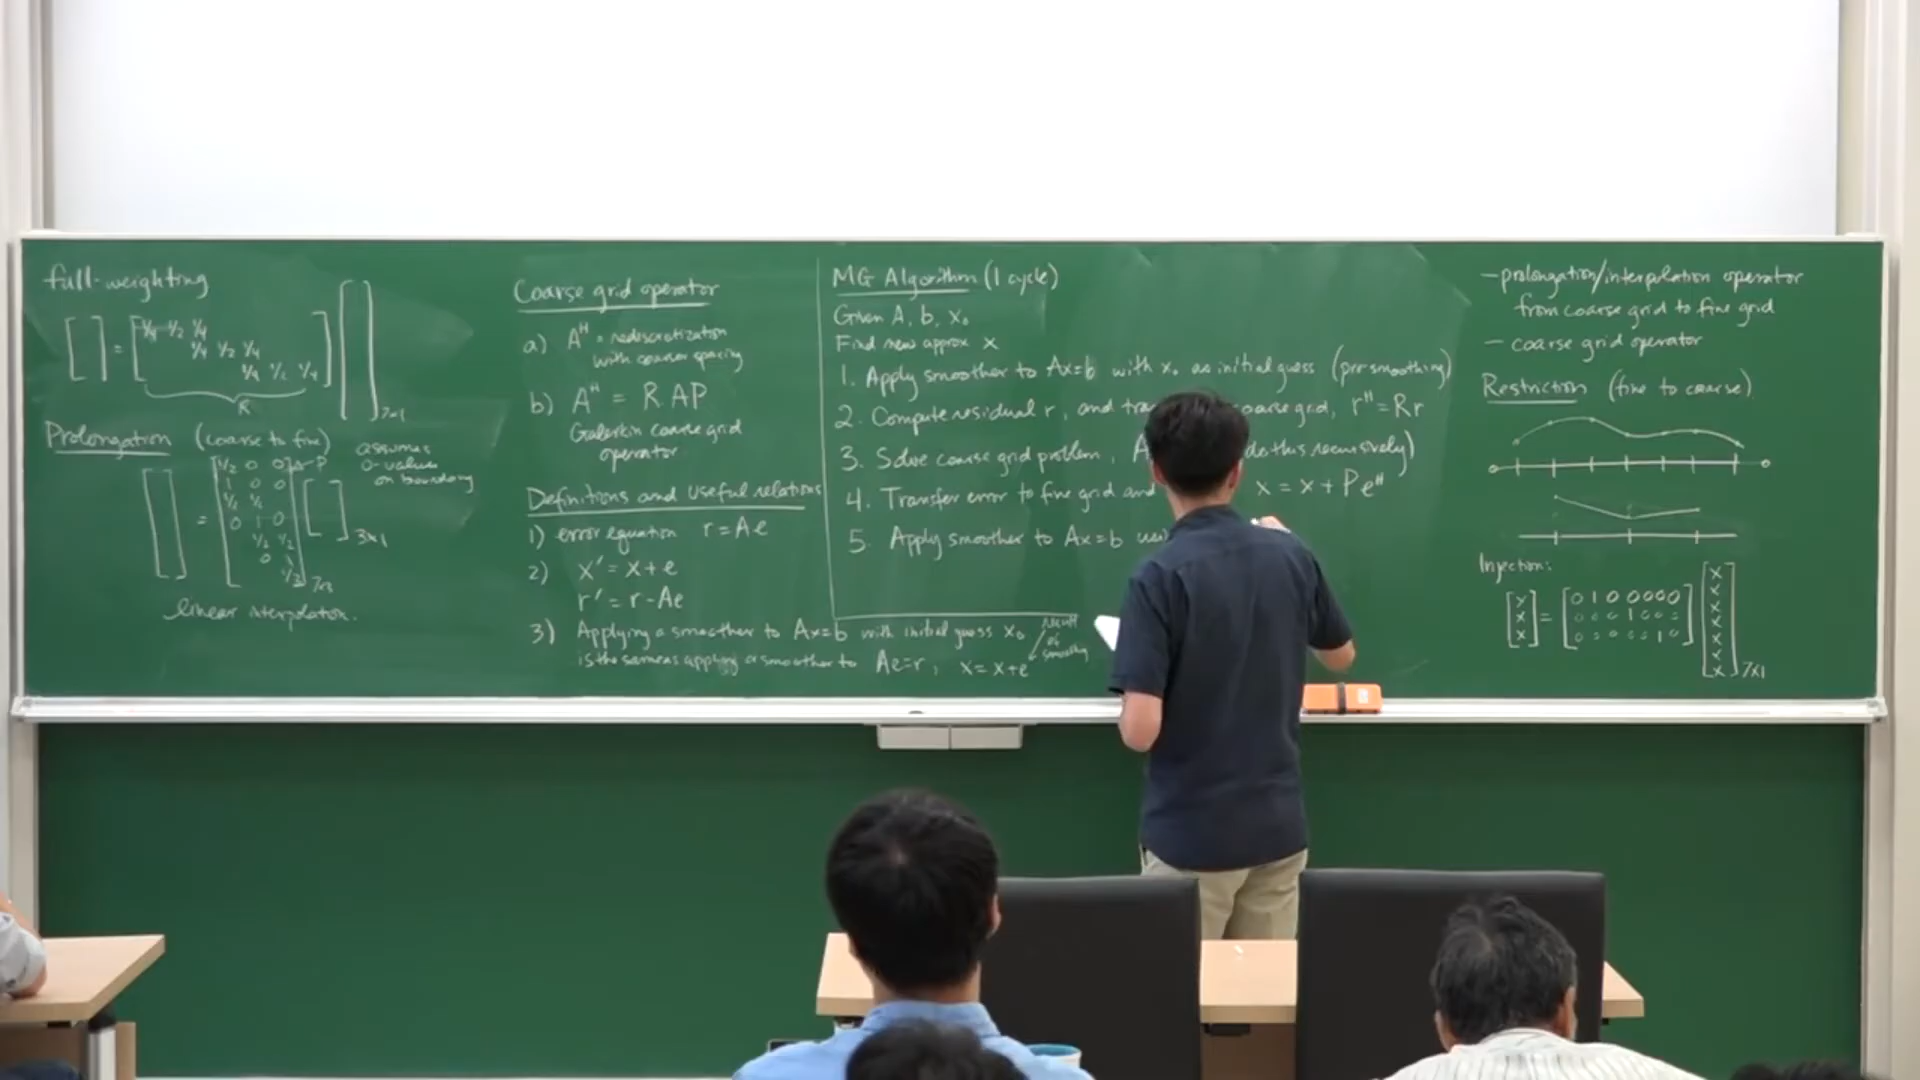 full-weighting
[ ] = [ 1/4 1/2 1/4
1/4 1/2 1/4
1/4 1/2 1/4 ] [ ] 7x1
R
Prolongation (coarse to fine)
assumes
0-values
on boundary
[ ] = [ 1/2 0 0
1 0 0
1/2 1/2
0 1 0
1/2 1/2
0 1
1/2 ] 7x3 [ ] 3x1
P
linear interpolation.
Coarse grid operator
a) A^H = rediscretization
with coarser spacing
b) A^H = RAP
Galerkin coarse grid
operator
Definitions and useful relations
1) error equation r = Ae
2) x' = x+e
r' = r-Ae
3) Applying a smoother to Ax=b with initial guess x₀
is the same as applying a smoother to Ae=r, x = x+e
result
of
smoothing
MG Algorithm (1 cycle)
Given A, b, x₀
Find new approx x
1. Apply smoother to Ax=b with x₀ as initial guess (pre smoothing)
2. Compute residual r, and coarse grid, r^H = Rr
3. Solve coarse grid problem, A do this recursively)
4. Transfer error to fine grid and x = x + Pe^H
5. Apply smoother to Ax=b
- prolongation/interpolation operator
from coarse grid to fine grid
- coarse grid operator
Restriction (fine to coarse)
Injection:
[ x
x
x ] = [ 0 1 0 0 0 0 0
0 0 0 1 0 0 0
0 0 0 0 0 1 0 ] [ x
x
x
x
x
x
x ] 7x1